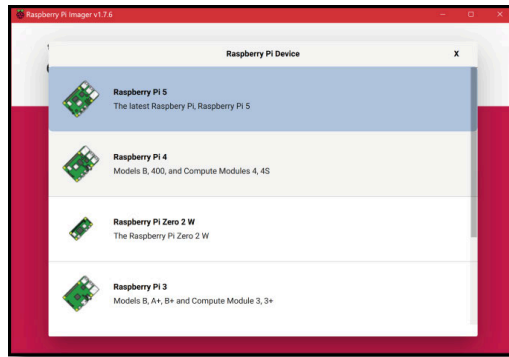 Raspberry Pi Imager v1.7.6
Raspberry Pi Device
X
Raspberry Pi 5
The latest Raspbery Pi, Raspberry Pi 5
Raspberry Pi 4
Models B, 400, and Compute Modules 4, 4S
Raspberry Pi Zero 2 W
The Raspberry Pi Zero 2 W
Raspberry Pi 3
Models B, A+, B+ and Compute Module 3, 3+